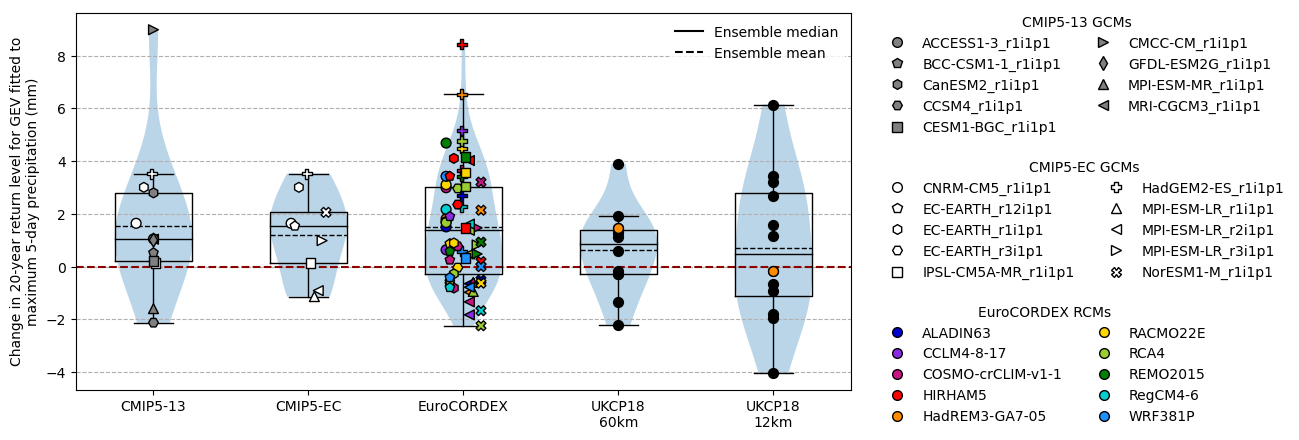 Change in 20-year return level for GEV fitted to
maximum 5-day precipitation (mm)
8
6
4
2
0
−2
−4
Ensemble median
Ensemble mean
CMIP5-13
CMIP5-EC
EuroCORDEX
UKCP18
60km
UKCP18
12km
CMIP5-13 GCMs
ACCESS1-3_r1i1p1
BCC-CSM1-1_r1i1p1
CanESM2_r1i1p1
CCSM4_r1i1p1
CESM1-BGC_r1i1p1
CMCC-CM_r1i1p1
GFDL-ESM2G_r1i1p1
MPI-ESM-MR_r1i1p1
MRI-CGCM3_r1i1p1
CMIP5-EC GCMs
CNRM-CM5_r1i1p1
EC-EARTH_r12i1p1
EC-EARTH_r1i1p1
EC-EARTH_r3i1p1
IPSL-CM5A-MR_r1i1p1
HadGEM2-ES_r1i1p1
MPI-ESM-LR_r1i1p1
MPI-ESM-LR_r2i1p1
MPI-ESM-LR_r3i1p1
NorESM1-M_r1i1p1
EuroCORDEX RCMs
ALADIN63
CCLM4-8-17
COSMO-crCLIM-v1-1
HIRHAM5
HadREM3-GA7-05
RACMO22E
RCA4
REMO2015
RegCM4-6
WRF381P